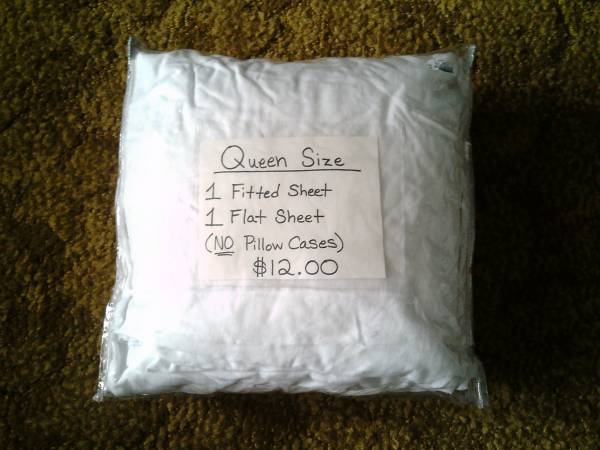 Queen Size
1 Fitted Sheet
1 Flat Sheet
(NO Pillow Cases)
$12.00